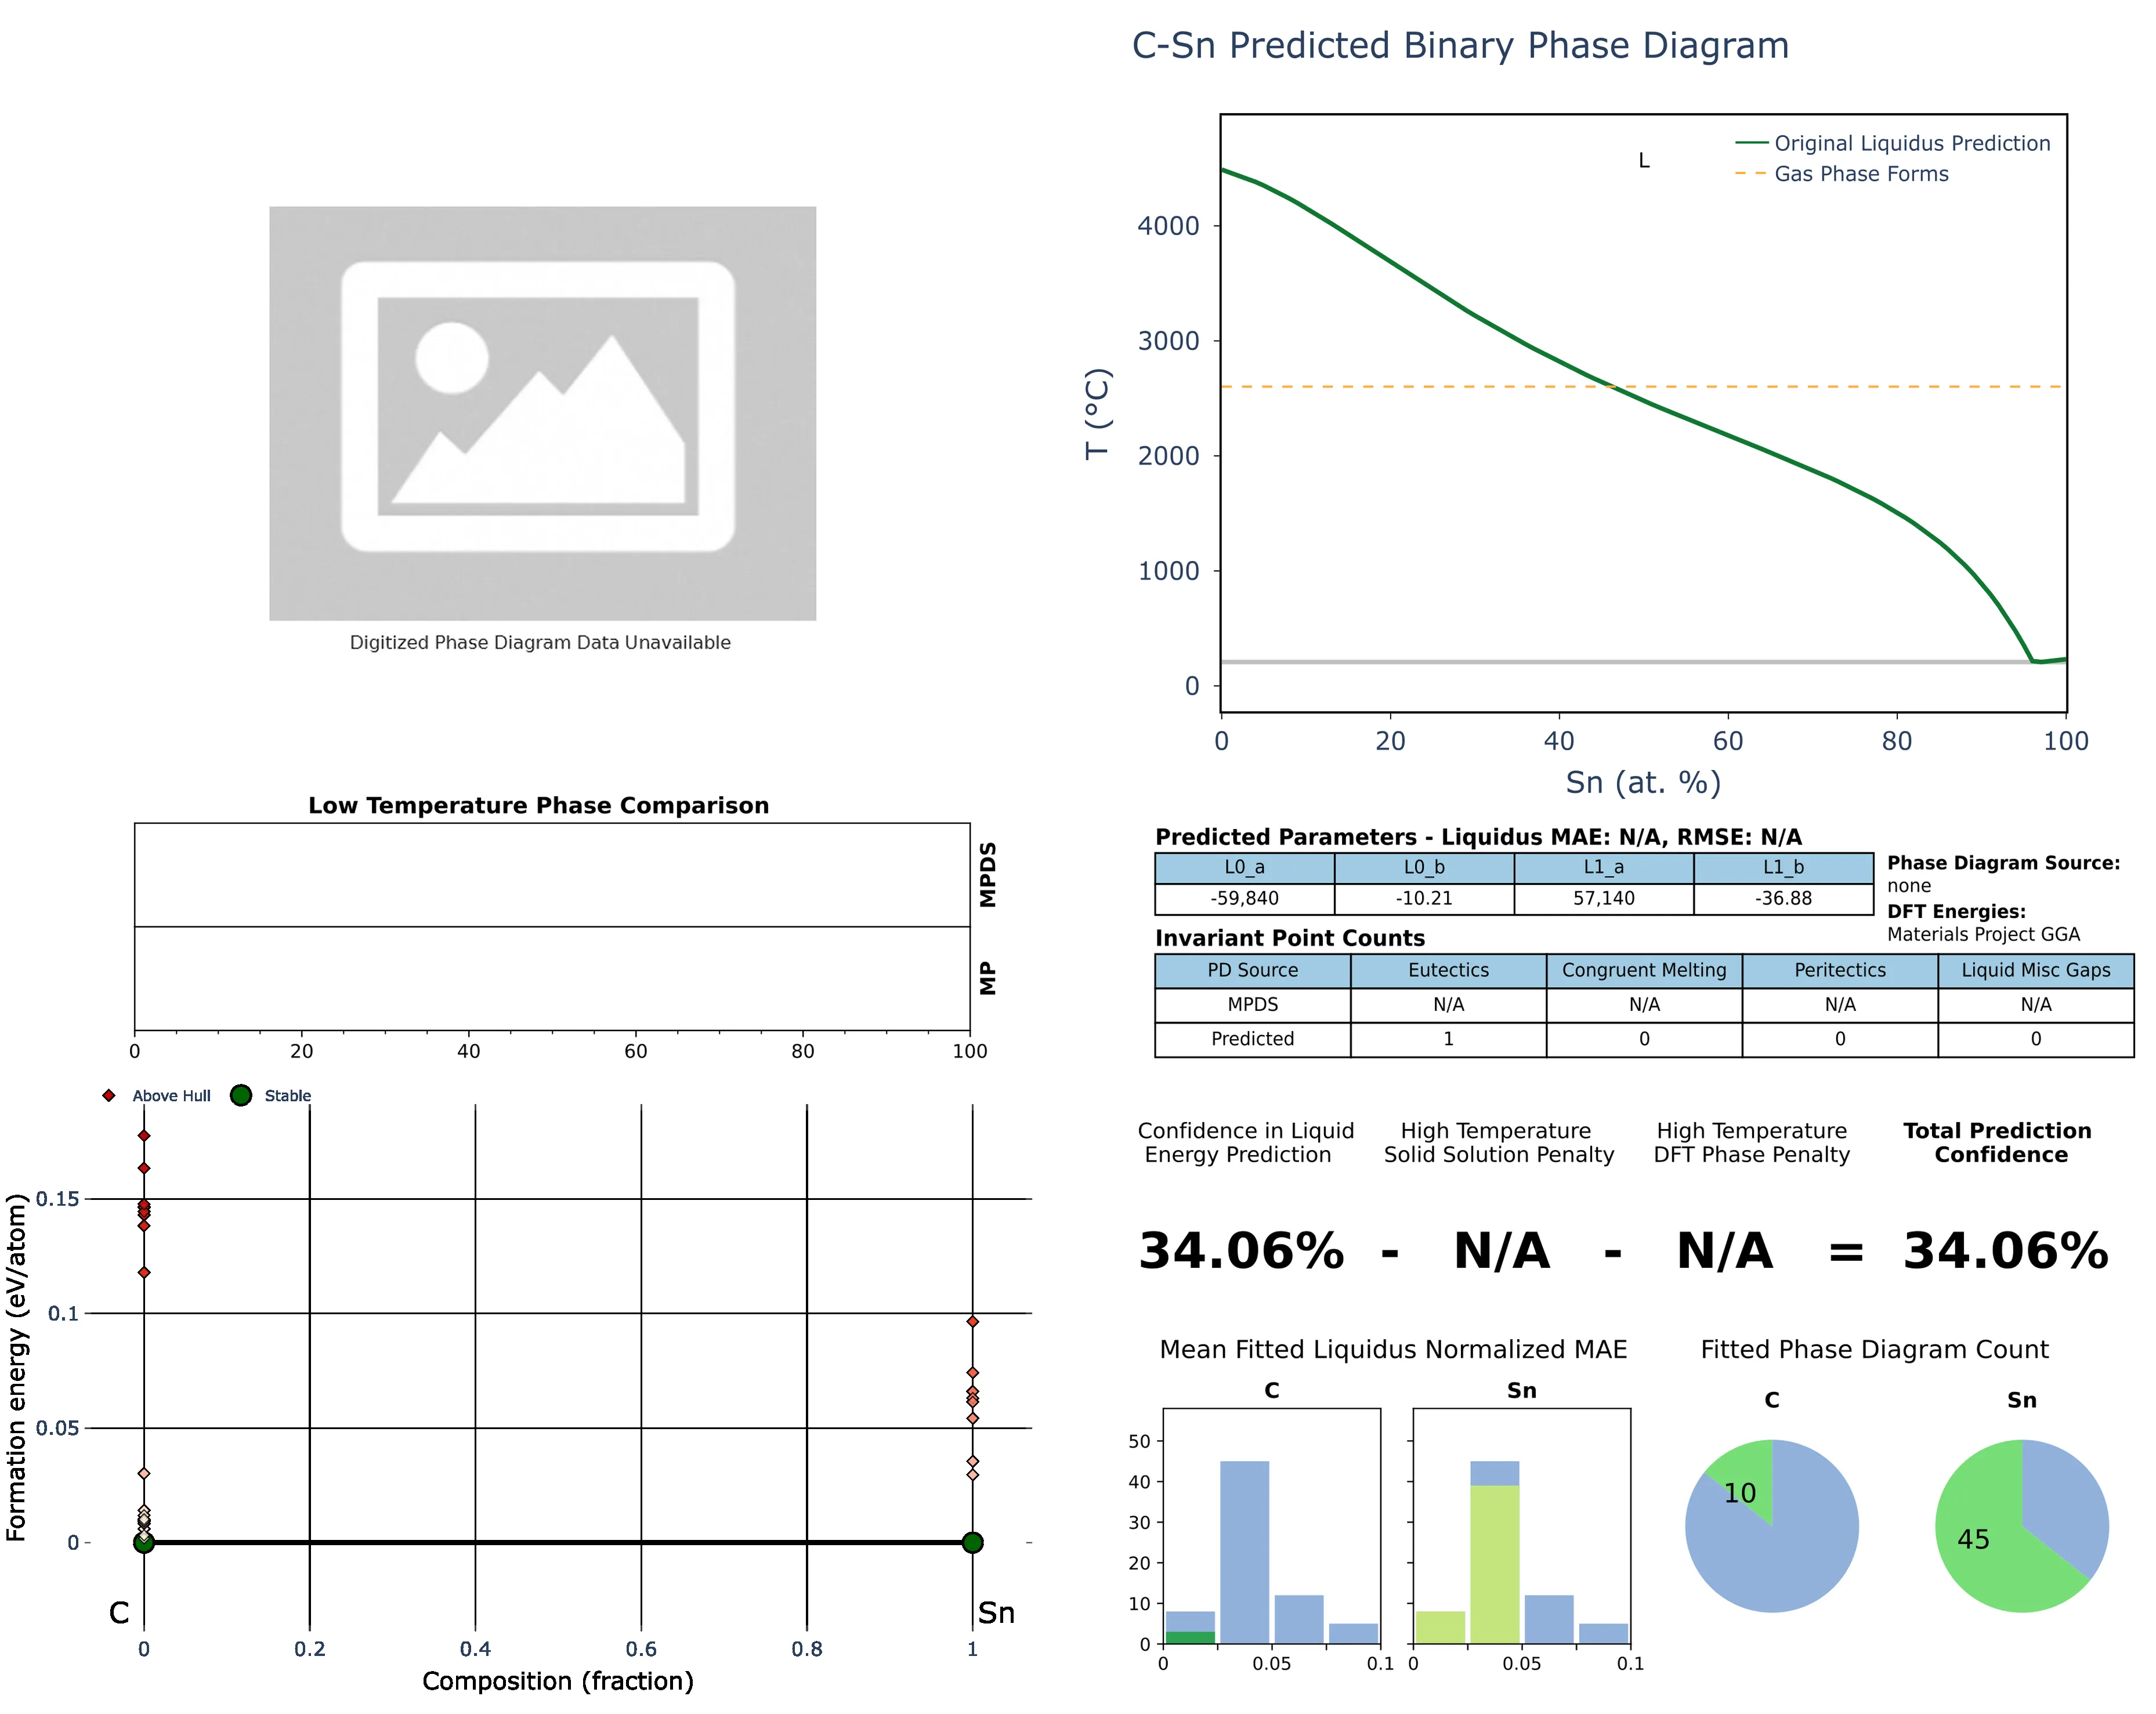 C-Sn Predicted Binary Phase Diagram
L
Original Liquidus Prediction
Gas Phase Forms
T (°C)
4000
3000
2000
1000
0
0 20 40 60 80 100
Sn (at. %)
Digitized Phase Diagram Data Unavailable
Low Temperature Phase Comparison
MPDS
MP
0 20 40 60 80 100
Predicted Parameters - Liquidus MAE: N/A, RMSE: N/A
L0_a L0_b L1_a L1_b
-59,840 -10.21 57,140 -36.88
Phase Diagram Source:
none
DFT Energies:
Materials Project GGA
Invariant Point Counts
PD Source Eutectics Congruent Melting Peritectics Liquid Misc Gaps
MPDS N/A N/A N/A N/A
Predicted 1 0 0 0
Above Hull Stable
Formation energy (eV/atom)
0.15
0.1
0.05
0
C Sn
0 0.2 0.4 0.6 0.8 1
Composition (fraction)
Confidence in Liquid
Energy Prediction
High Temperature
Solid Solution Penalty
High Temperature
DFT Phase Penalty
Total Prediction
Confidence
34.06% - N/A - N/A = 34.06%
Mean Fitted Liquidus Normalized MAE
C Sn
50
40
30
20
10
0
0 0.05 0.1 0 0.05 0.1
Fitted Phase Diagram Count
C Sn
10 45